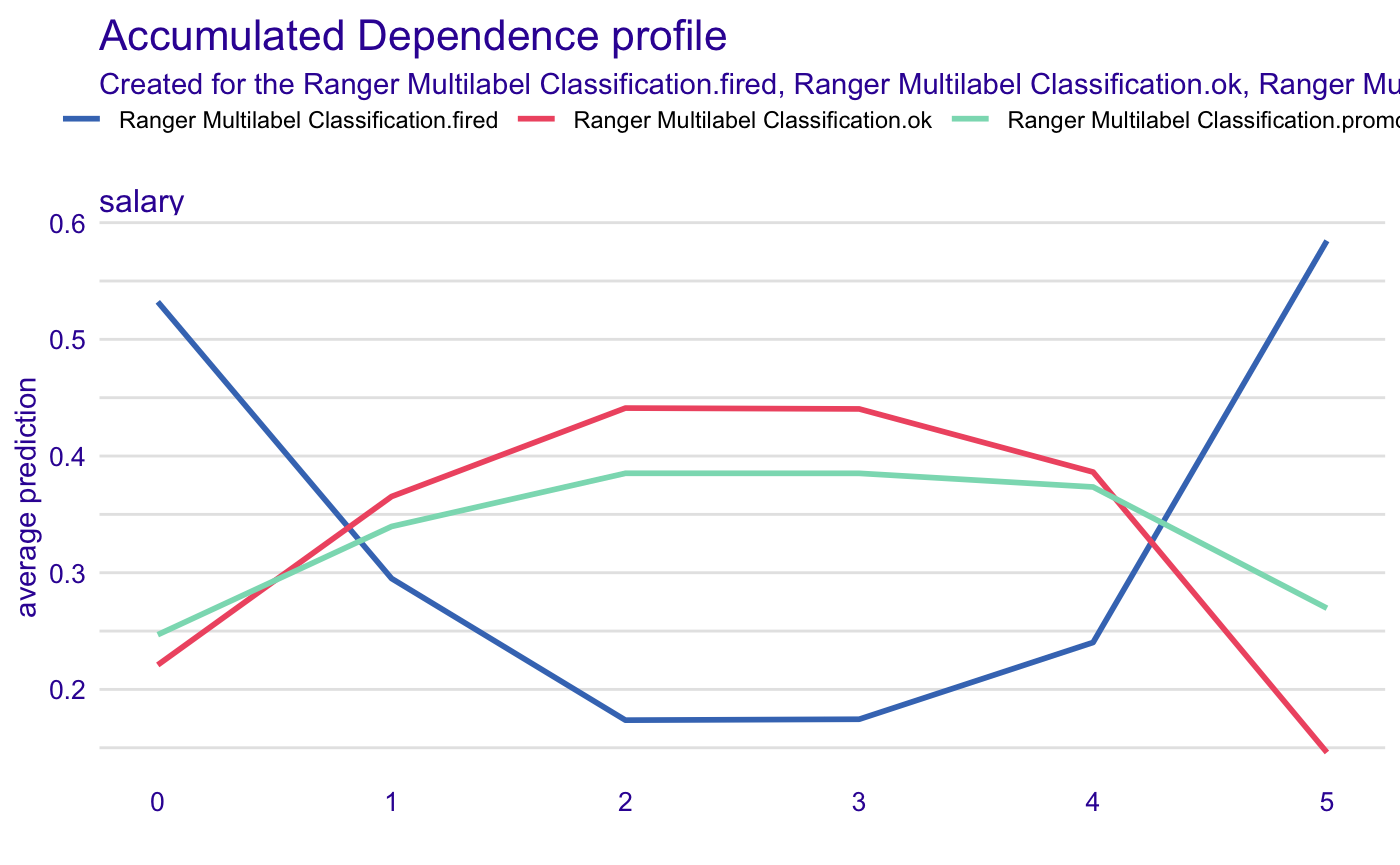 Accumulated Dependence profile
Created for the Ranger Multilabel Classification.fired, Ranger Multilabel Classification.ok, Ranger Mu
Ranger Multilabel Classification.fired Ranger Multilabel Classification.ok Ranger Multilabel Classification.promo
salary
0.6
0.5
0.4
0.3
0.2
average prediction
0 1 2 3 4 5